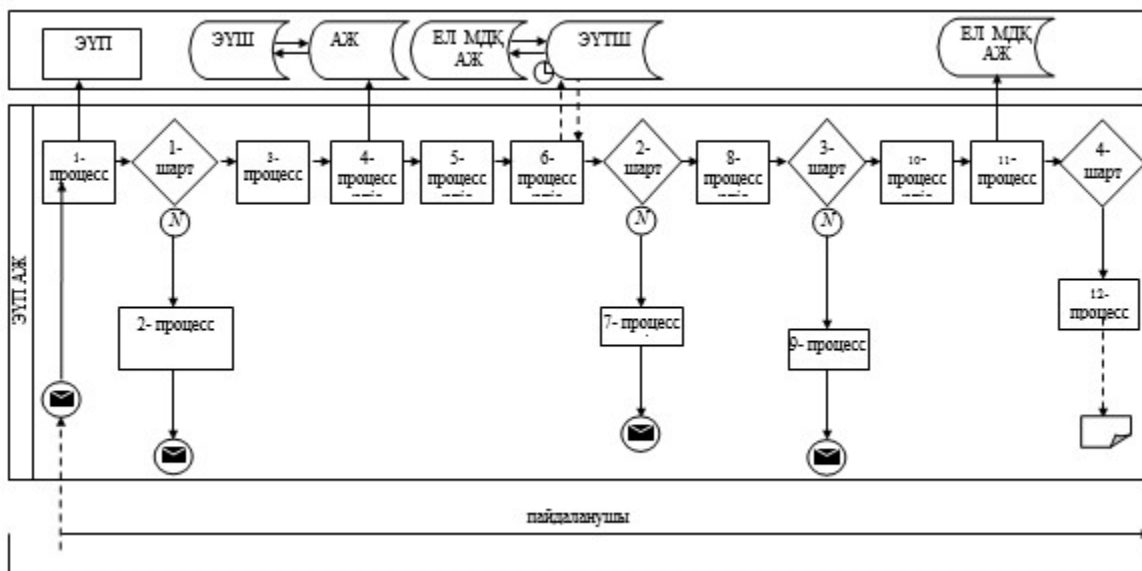 ЭҮП
ЭҮШ
АЖ
ЕЛ МДҚ
АЖ
ЭҮТШ
ЕЛ МДҚ
АЖ
1-
процесс
1-
шарт
3-
процесс
4-
процесс
5-
процесс
6-
процесс
2-
шарт
8-
процесс
3-
шарт
10-
процесс
11-
процесс
4-
шарт
N
N
N
ЭҮП АЖ
2- процесс
7- процесс
9- процесс
12-
процесс
пайдаланушы